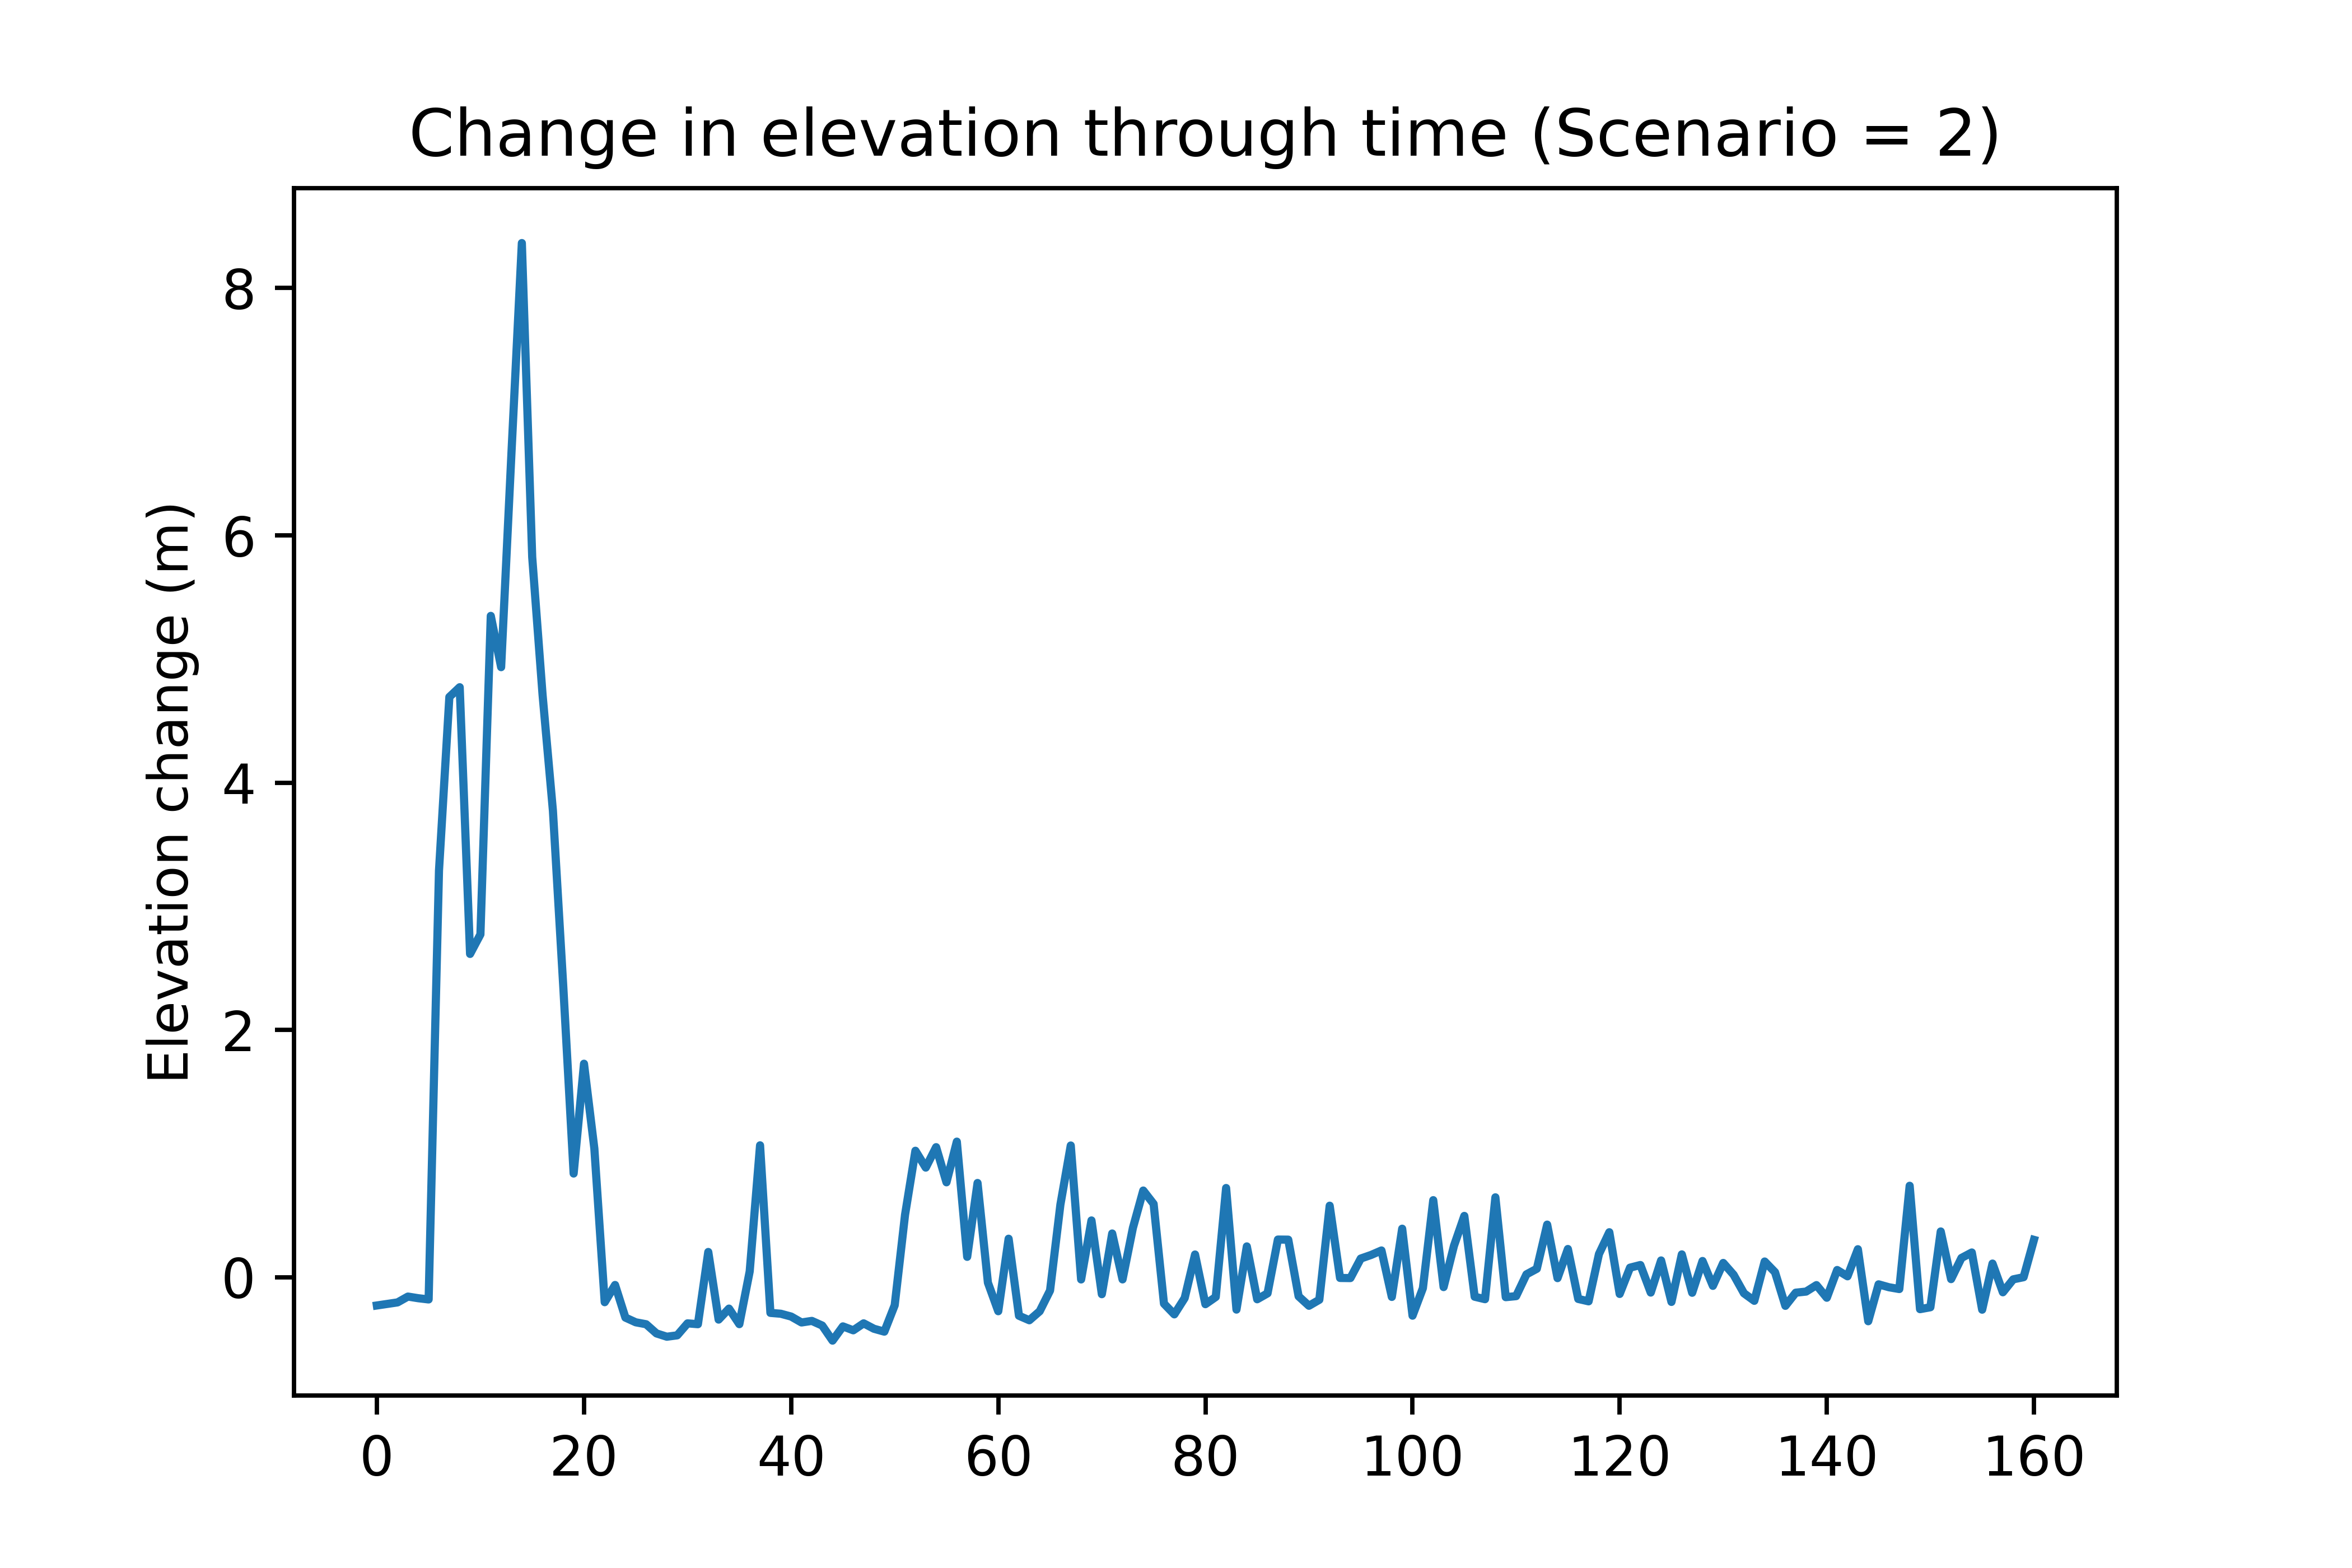 Change in elevation through time (Scenario = 2)
Elevation change (m)
8
6
4
2
0
0 20 40 60 80 100 120 140 160